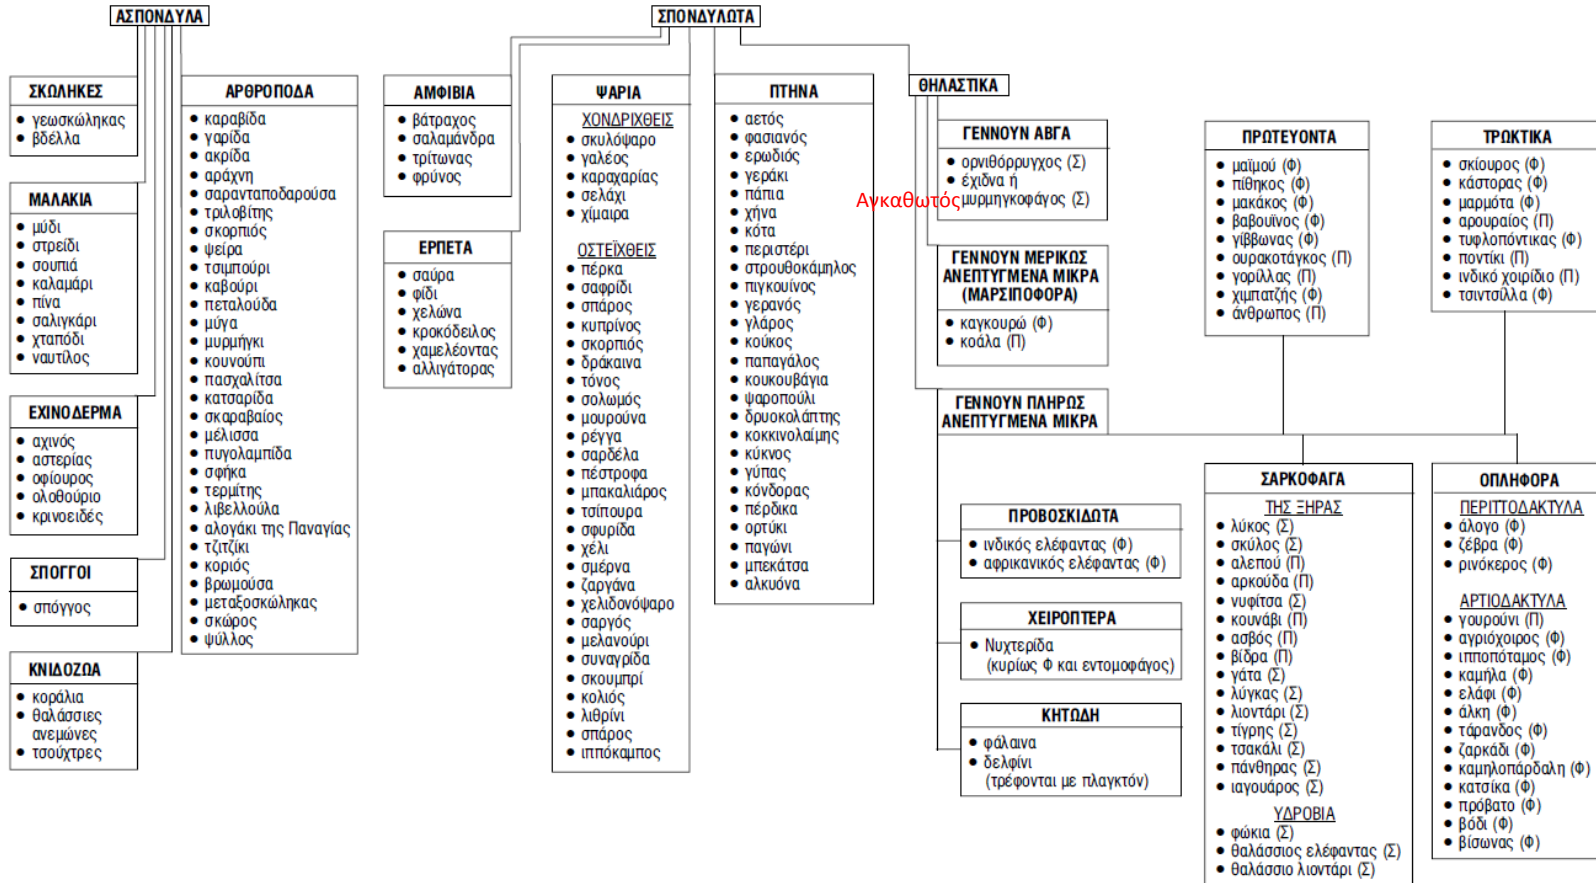 ΑΣΠΟΝΔΥΛΑ
ΣΚΩΛΗΚΕΣ
• γεωσκώληκας
• βδέλλα
ΜΑΛΑΚΙΑ
• μύδι
• στρείδι
• σουπιά
• καλαμάρι
• πίνα
• σαλιγκάρι
• χταπόδι
• ναυτίλος
ΕΧΙΝΟΔΕΡΜΑ
• αχινός
• αστερίας
• οφίουρος
• ολοθούριο
• κρινοειδές
ΣΠΟΓΓΟΙ
• σπόγγος
ΚΝΙΔΟΖΩΑ
• κοράλια
• θαλάσσιες
ανεμώνες
• τσούχτρες
ΑΡΘΡΟΠΟΔΑ
• καραβίδα
• γαρίδα
• ακρίδα
• αράχνη
• σαρανταποδαρούσα
• τριλοβίτης
• σκορπιός
• ψείρα
• τσιμπούρι
• καβούρι
• πεταλούδα
• μύγα
• μυρμήγκι
• κουνούπι
• πασχαλίτσα
• κατσαρίδα
• σκαραβαίος
• μέλισσα
• πυγολαμπίδα
• σφήκα
• τερμίτης
• λιβελλούλα
• αλογάκι της Παναγίας
• τζιτζίκι
• κοριός
• βρωμούσα
• μεταξοσκώληκας
• σκώρος
• ψύλλος
ΣΠΟΝΔΥΛΩΤΑ
ΑΜΦΙΒΙΑ
• βάτραχος
• σαλαμάνδρα
• τρίτωνας
• φρύνος
ΕΡΠΕΤΑ
• σαύρα
• φίδι
• χελώνα
• κροκόδειλος
• χαμελέοντας
• αλλιγάτορας
ΨΑΡΙΑ
ΧΟΝΔΡΙΧΘΕΙΣ
• σκυλόψαρο
• γαλέος
• καραχαρίας
• σελάχι
• χίμαιρα
ΟΣΤΕΪΧΘΕΙΣ
• πέρκα
• σαφρίδι
• σπάρος
• κυπρίνος
• σκορπιός
• δράκαινα
• τόνος
• σολωμός
• μουρούνα
• ρέγγα
• σαρδέλα
• πέστροφα
• μπακαλιάρος
• τσίπουρα
• σφυρίδα
• χέλι
• σμέρνα
• ζαργάνα
• χελιδονόψαρο
• σαργός
• μελανούρι
• συναγρίδα
• σκουμπρί
• κολιός
• λιθρίνι
• σπάρος
• ιππόκαμπος
ΠΤΗΝΑ
• αετός
• φασιανός
• ερωδιός
• γεράκι
• πάπια
• χήνα
• κότα
• περιστέρι
• στρουθοκάμηλος
• πιγκουίνος
• γερανός
• γλάρος
• κούκος
• παπαγάλος
• κουκουβάγια
• ψαροπούλι
• δρυοκολάπτης
• κοκκινολαίμης
• κύκνος
• γύπας
• κόνδορας
• πέρδικα
• ορτύκι
• παγώνι
• μπεκάτσα
• αλκυόνα
ΘΗΛΑΣΤΙΚΑ
ΓΕΝΝΟΥΝ ΑΒΓΑ
• ορνιθόρρυγχος (Σ)
• έχιδνα ή
Αγκαθωτός μυρμηγκοφάγος (Σ)
ΓΕΝΝΟΥΝ ΜΕΡΙΚΩΣ
ΑΝΕΠΤΥΓΜΕΝΑ ΜΙΚΡΑ
(ΜΑΡΣΙΠΟΦΟΡΑ)
• καγκουρώ (Φ)
• κοάλα (Π)
ΓΕΝΝΟΥΝ ΠΛΗΡΩΣ
ΑΝΕΠΤΥΓΜΕΝΑ ΜΙΚΡΑ
ΠΡΟΒΟΣΚΙΔΩΤΑ
• ινδικός ελέφαντας (Φ)
• αφρικανικός ελέφαντας (Φ)
ΧΕΙΡΟΠΤΕΡΑ
• Νυχτερίδα
(κυρίως Φ και εντομοφάγος)
ΚΗΤΩΔΗ
• φάλαινα
• δελφίνι
(τρέφονται με πλαγκτόν)
ΠΡΩΤΕΥΟΝΤΑ
• μαϊμού (Φ)
• πίθηκος (Φ)
• μακάκος (Φ)
• βαβουΐνος (Φ)
• γίββωνας (Φ)
• ουρακοτάγκος (Π)
• γορίλλας (Π)
• χιμπατζής (Φ)
• άνθρωπος (Π)
ΤΡΩΚΤΙΚΑ
• σκίουρος (Φ)
• κάστορας (Φ)
• μαρμότα (Φ)
• αρουραίος (Π)
• τυφλοπόντικας (Φ)
• ποντίκι (Π)
• ινδικό χοιρίδιο (Π)
• τσιντσίλλα (Φ)
ΣΑΡΚΟΦΑΓΑ
ΤΗΣ ΞΗΡΑΣ
• λύκος (Σ)
• σκύλος (Σ)
• αλεπού (Π)
• αρκούδα (Π)
• νυφίτσα (Σ)
• κουνάβι (Π)
• ασβός (Π)
• βίδρα (Π)
• γάτα (Σ)
• λύγκας (Σ)
• λιοντάρι (Σ)
• τίγρης (Σ)
• τσακάλι (Σ)
• πάνθηρας (Σ)
• ιαγουάρος (Σ)
ΥΔΡΟΒΙΑ
• φώκια (Σ)
• θαλάσσιος ελέφαντας (Σ)
• θαλάσσιο λιοντάρι (Σ)
ΟΠΛΗΦΟΡΑ
ΠΕΡΙΤΤΟΔΑΚΤΥΛΑ
• άλογο (Φ)
• ζέβρα (Φ)
• ρινόκερος (Φ)
ΑΡΤΙΟΔΑΚΤΥΛΑ
• γουρούνι (Π)
• αγριόχοιρος (Φ)
• ιπποπόταμος (Φ)
• καμήλα (Φ)
• ελάφι (Φ)
• άλκη (Φ)
• τάρανδος (Φ)
• ζαρκάδι (Φ)
• καμηλοπάρδαλη (Φ)
• κατσίκα (Φ)
• πρόβατο (Φ)
• βόδι (Φ)
• βίσωνας (Φ)